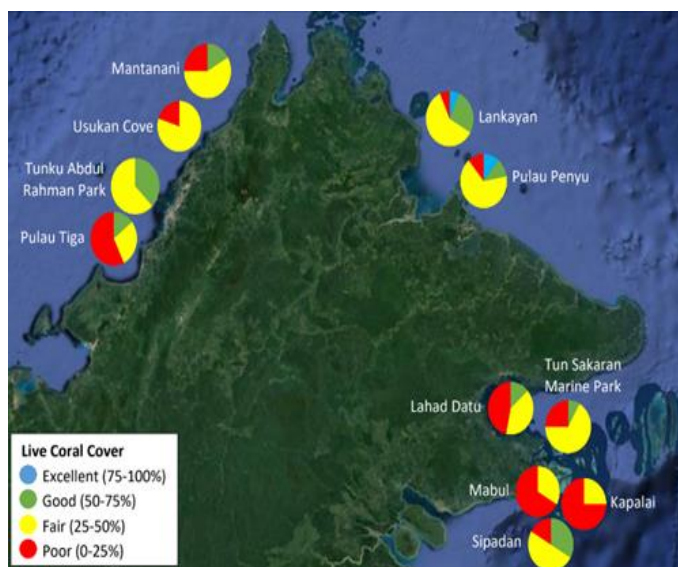 Mantanani
Usukan Cove
Tunku Abdul
Rahman Park
Pulau Tiga
Lankayan
Pulau Penyu
Tun Sakaran
Marine Park
Lahad Datu
Mabul
Kapalai
Sipadan
Live Coral Cover
Excellent (75-100%)
Good (50-75%)
Fair (25-50%)
Poor (0-25%)